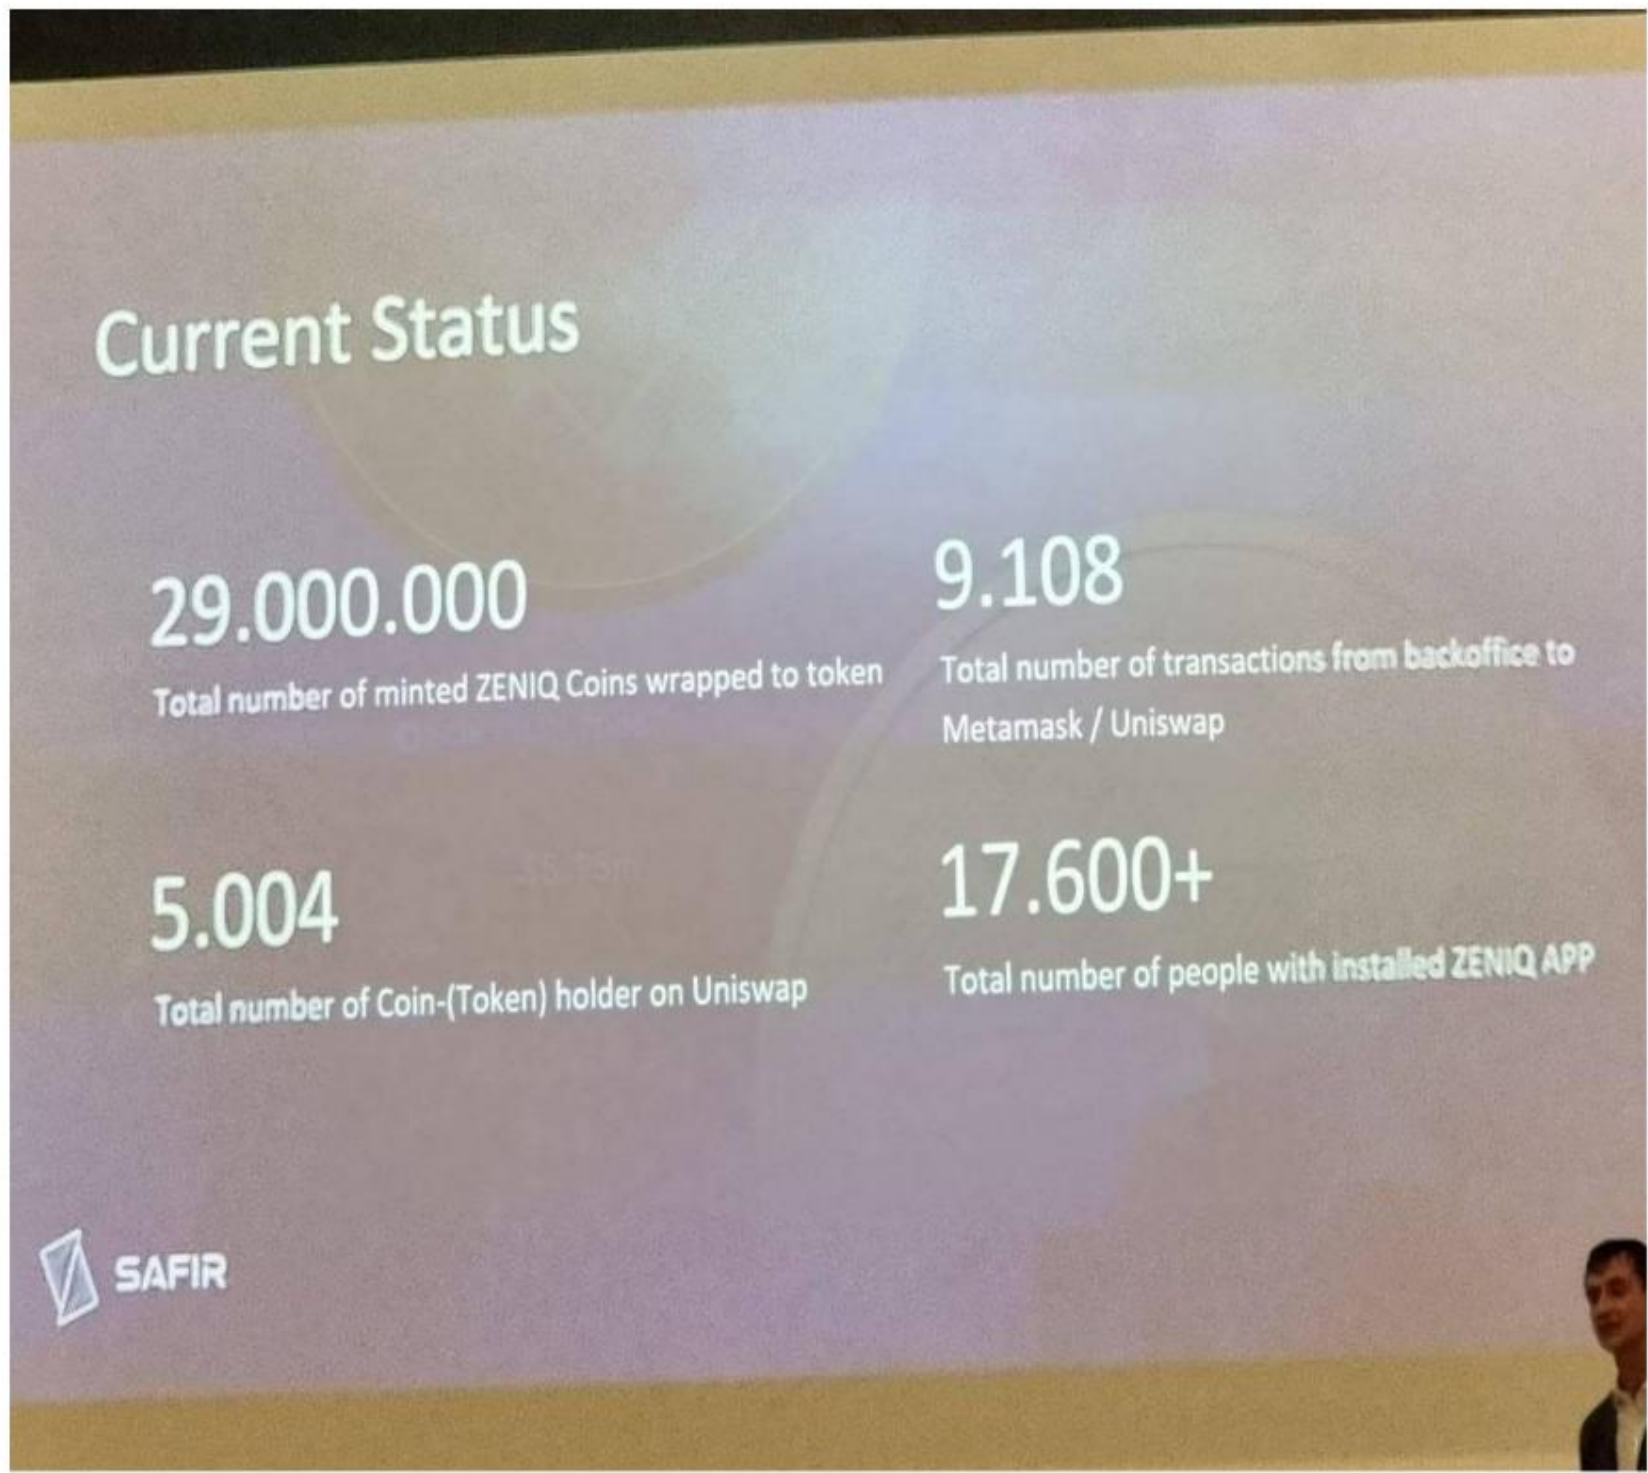 Current Status
29.000.000
Total number of minted ZENIQ Coins wrapped to token
9.108
Total number of transactions from backoffice to
Metamask / Uniswap
5.004
Total number of Coin-(Token) holder on Uniswap
17.600+
Total number of people with installed ZENIQ APP
SAFIR